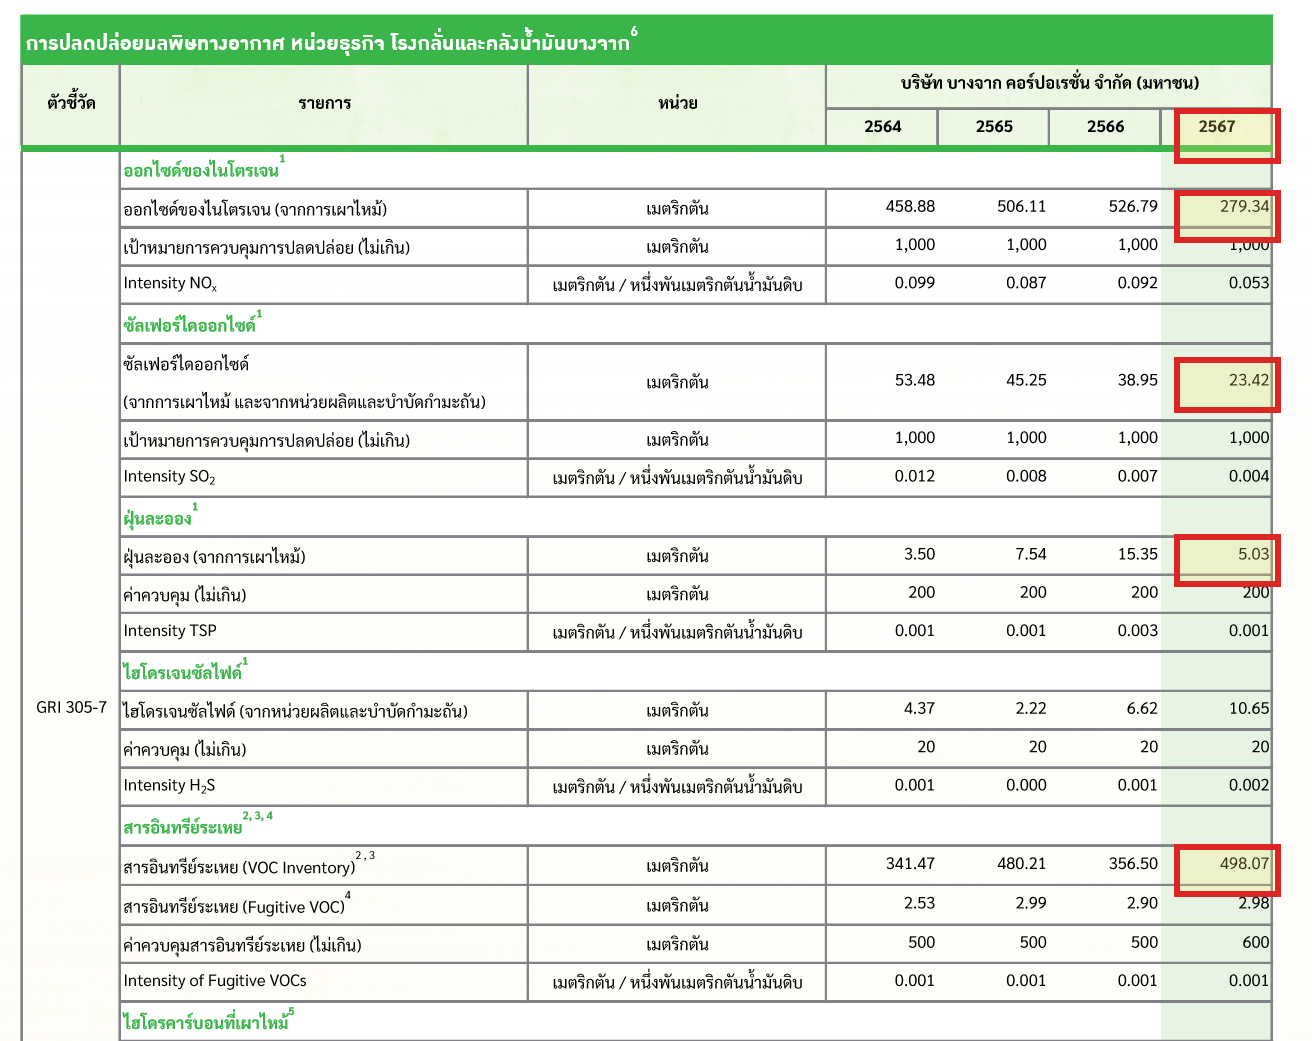 การปลดปล่อยมลพิษทางอากาศ หน่วยธุรกิจ โรงกลั่นและคลังน้ำมันบางจาก6
ตัวชี้วัด รายการ หน่วย บริษัท บางจาก คอร์ปอเรชั่น จำกัด (มหาชน)
2564 2565 2566 2567
ออกไซด์ของไนโตรเจน1
ออกไซด์ของไนโตรเจน (จากการเผาไหม้) เมตริกตัน 458.88 506.11 526.79 279.34
เป้าหมายการควบคุมการปลดปล่อย (ไม่เกิน) เมตริกตัน 1,000 1,000 1,000 1,000
Intensity NOx เมตริกตัน / หนึ่งพันเมตริกตันน้ำมันดิบ 0.099 0.087 0.092 0.053
ซัลเฟอร์ไดออกไซด์1
ซัลเฟอร์ไดออกไซด์
(จากการเผาไหม้ และจากหน่วยผลิตและบำบัดกำมะถัน) เมตริกตัน 53.48 45.25 38.95 23.42
เป้าหมายการควบคุมการปลดปล่อย (ไม่เกิน) เมตริกตัน 1,000 1,000 1,000 1,000
Intensity SO2 เมตริกตัน / หนึ่งพันเมตริกตันน้ำมันดิบ 0.012 0.008 0.007 0.004
ฝุ่นละออง1
ฝุ่นละออง (จากการเผาไหม้) เมตริกตัน 3.50 7.54 15.35 5.03
ค่าควบคุม (ไม่เกิน) เมตริกตัน 200 200 200 200
Intensity TSP เมตริกตัน / หนึ่งพันเมตริกตันน้ำมันดิบ 0.001 0.001 0.003 0.001
ไฮโดรเจนซัลไฟด์1
GRI 305-7 ไฮโดรเจนซัลไฟด์ (จากหน่วยผลิตและบำบัดกำมะถัน) เมตริกตัน 4.37 2.22 6.62 10.65
ค่าควบคุม (ไม่เกิน) เมตริกตัน 20 20 20 20
Intensity H2S เมตริกตัน / หนึ่งพันเมตริกตันน้ำมันดิบ 0.001 0.000 0.001 0.002
สารอินทรีย์ระเหย2, 3, 4
สารอินทรีย์ระเหย (VOC Inventory)2, 3 เมตริกตัน 341.47 480.21 356.50 498.07
สารอินทรีย์ระเหย (Fugitive VOC)4 เมตริกตัน 2.53 2.99 2.90 2.98
ค่าควบคุมสารอินทรีย์ระเหย (ไม่เกิน) เมตริกตัน 500 500 500 600
Intensity of Fugitive VOCs เมตริกตัน / หนึ่งพันเมตริกตันน้ำมันดิบ 0.001 0.001 0.001 0.001
ไฮโดรคาร์บอนที่เผาไหม้5